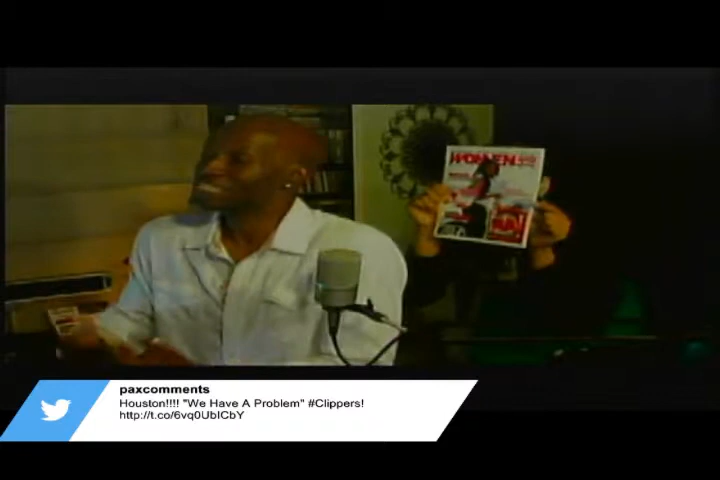 WOMEN
paxcomments
Houston!!!! "We Have A Problem" #Clippers!
http://t.co/6vq0UbICbY